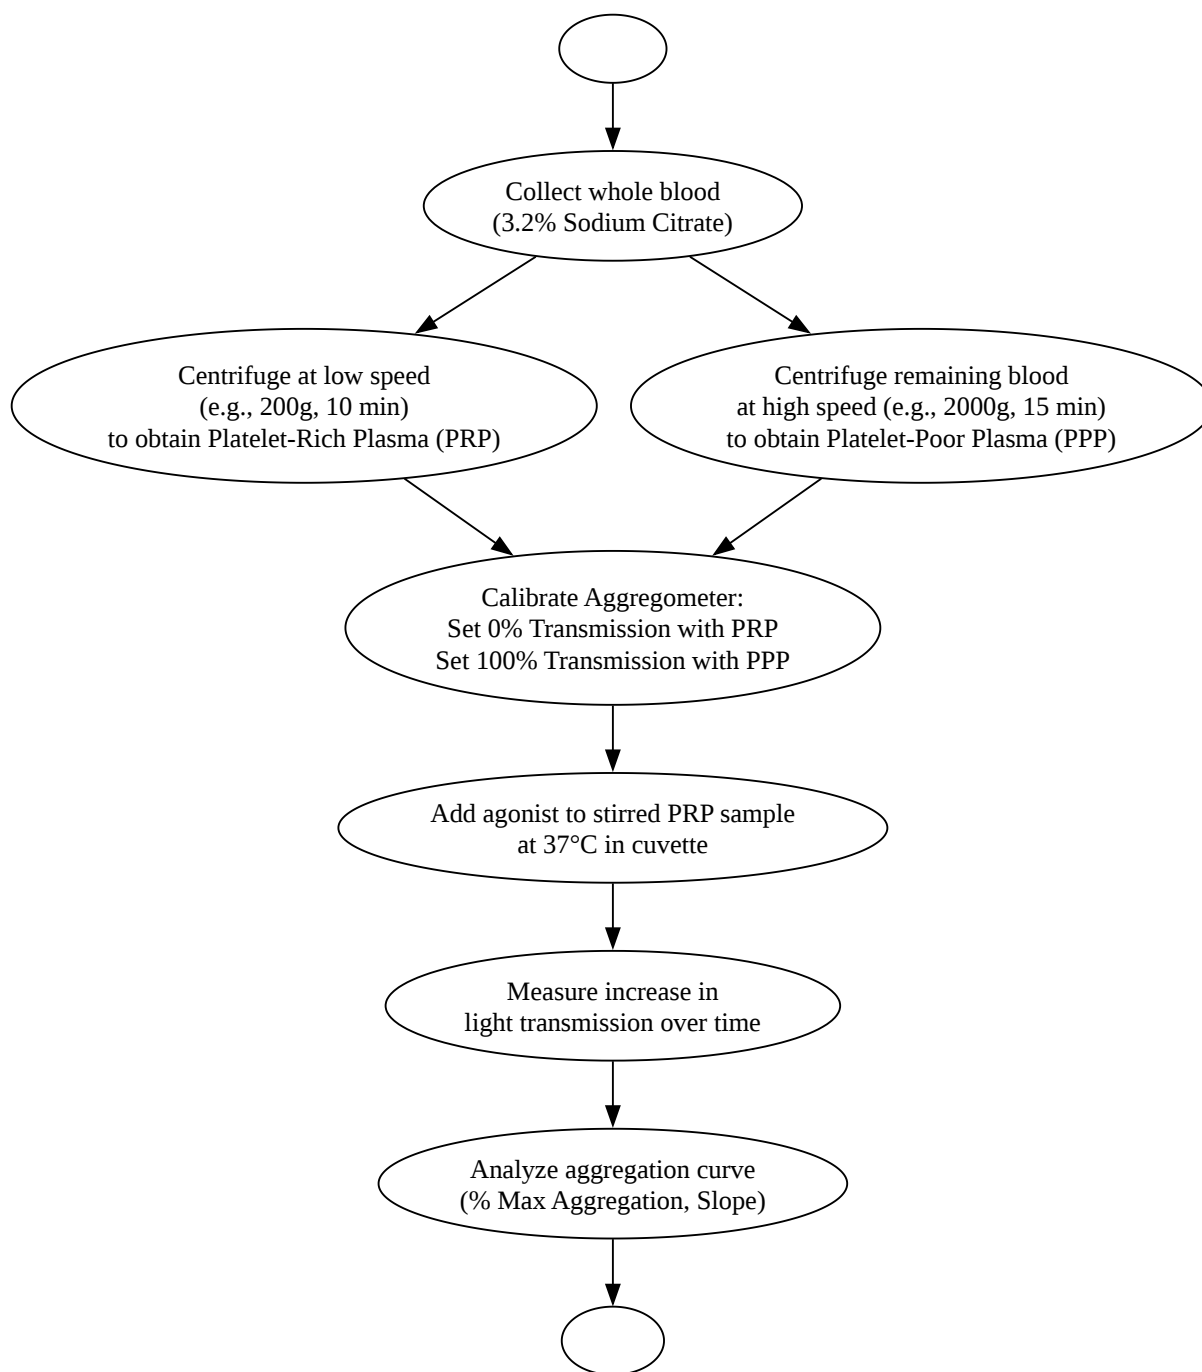 Collect whole blood
(3.2% Sodium Citrate)
Centrifuge at low speed
(e.g., 200g, 10 min)
to obtain Platelet-Rich Plasma (PRP)
Centrifuge remaining blood
at high speed (e.g., 2000g, 15 min)
to obtain Platelet-Poor Plasma (PPP)
Calibrate Aggregometer:
Set 0% Transmission with PRP
Set 100% Transmission with PPP
Add agonist to stirred PRP sample
at 37°C in cuvette
Measure increase in
light transmission over time
Analyze aggregation curve
(% Max Aggregation, Slope)